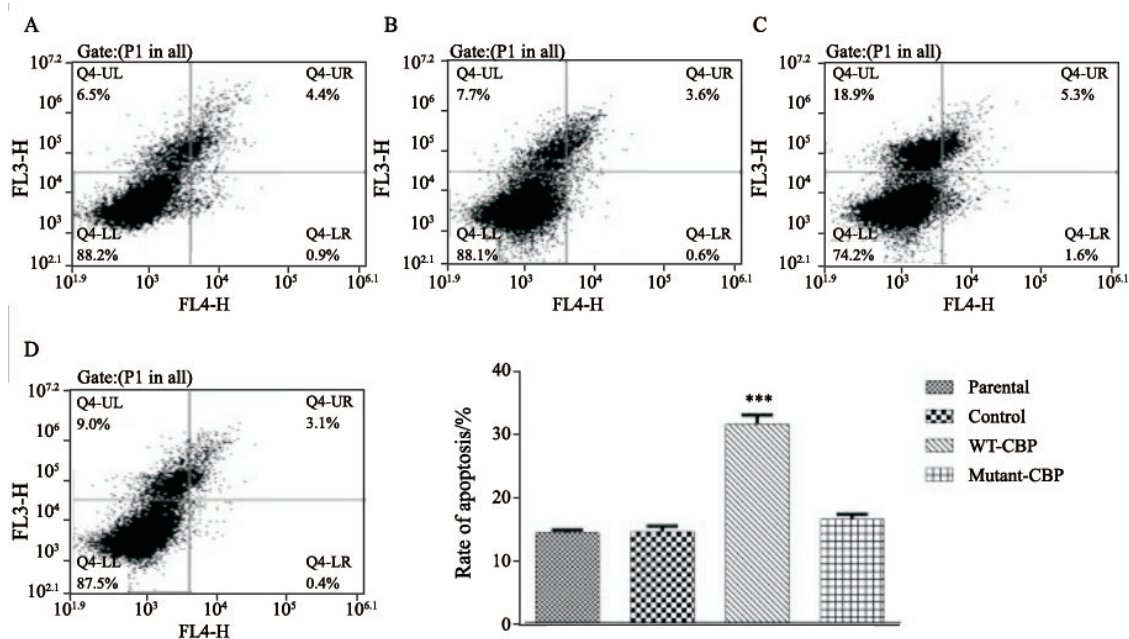 A
Gate:(P1 in all)
10^7.2
Q4-UL
6.5%
Q4-UR
4.4%
10^6
10^5
10^4
10^3
10^2.1
FL3-H
Q4-LL
88.2%
Q4-LR
0.9%
10^1.9
10^3
10^4
10^5
10^6.1
FL4-H
B
Gate:(P1 in all)
10^7.2
Q4-UL
7.7%
Q4-UR
3.6%
10^6
10^5
10^4
10^3
10^2.1
FL3-H
Q4-LL
88.1%
Q4-LR
0.6%
10^1.9
10^3
10^4
10^5
10^6.1
FL4-H
C
Gate:(P1 in all)
10^7.2
Q4-UL
18.9%
Q4-UR
5.3%
10^6
10^5
10^4
10^3
10^2.1
FL3-H
Q4-LL
74.2%
Q4-LR
1.6%
10^1.9
10^3
10^4
10^5
10^6.1
FL4-H
D
Gate:(P1 in all)
10^7.2
Q4-UL
9.0%
Q4-UR
3.1%
10^6
10^5
10^4
10^3
10^2.1
FL3-H
Q4-LL
87.5%
Q4-LR
0.4%
10^1.9
10^3
10^4
10^5
10^6.1
FL4-H
40
30
20
10
0
Rate of apoptosis/%
***
Parental
Control
WT-CBP
Mutant-CBP